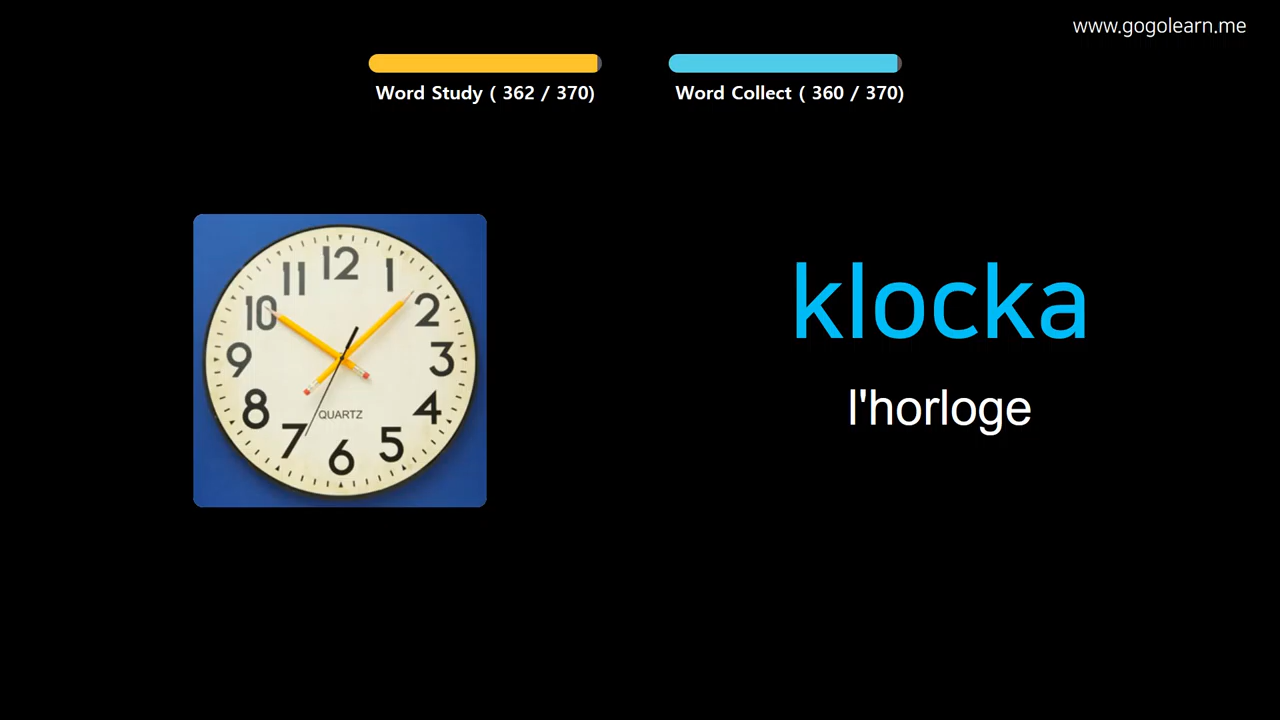 www.gogolearn.me
Word Study ( 362 / 370)
Word Collect ( 360 / 370)
12
11
1
10
2
9
3
8
4
7
5
6
QUARTZ
klocka
l'horloge